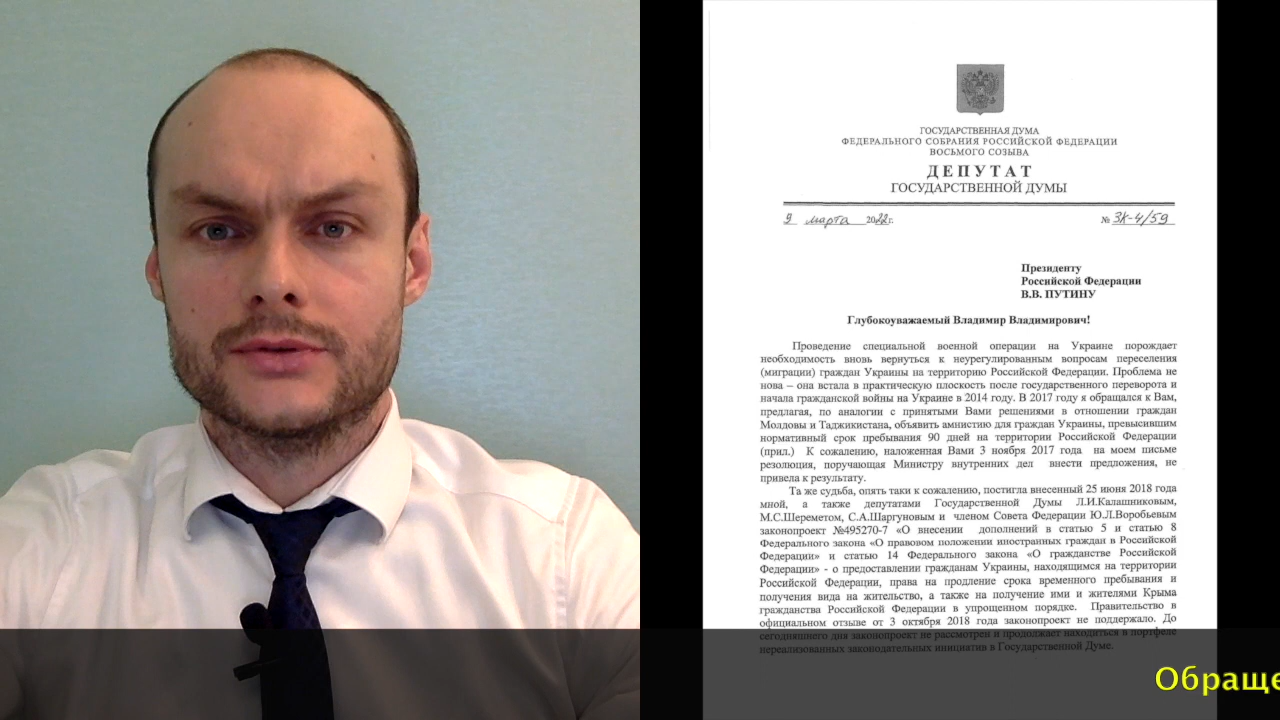 ГОСУДАРСТВЕННАЯ ДУМА
ФЕДЕРАЛЬНОГО СОБРАНИЯ РОССИЙСКОЙ ФЕДЕРАЦИИ
ВОСЬМОГО СОЗЫВА
ДЕПУТАТ
ГОСУДАРСТВЕННОЙ ДУМЫ
9 марта 2022г.
№ ЗК-4/59
Президенту
Российской Федерации
В.В. ПУТИНУ
Глубокоуважаемый Владимир Владимирович!
Проведение специальной военной операции на Украине порождает
необходимость вновь вернуться к неурегулированным вопросам переселения
(миграции) граждан Украины на территорию Российской Федерации. Проблема не
нова – она встала в практическую плоскость после государственного переворота и
начала гражданской войны на Украине в 2014 году. В 2017 году я обращался к Вам,
предлагая, по аналогии с принятыми Вами решениями в отношении граждан
Молдовы и Таджикистана, объявить амнистию для граждан Украины, превысившим
нормативный срок пребывания 90 дней на территории Российской Федерации
(прил.) К сожалению, наложенная Вами 3 ноября 2017 года на моем письме
резолюция, поручающая Министру внутренних дел внести предложения, не
привела к результату.
Та же судьба, опять таки к сожалению, постигла внесенный 25 июня 2018 года
мной, а также депутатами Государственной Думы Л.И.Калашниковым,
М.С.Шереметом, С.А.Шаргуновым и членом Совета Федерации Ю.Л.Воробьевым
законопроект №495270-7 «О внесении дополнений в статью 5 и статью 8
Федерального закона «О правовом положении иностранных граждан в Российской
Федерации» и статью 14 Федерального закона «О гражданстве Российской
Федерации» - о предоставлении гражданам Украины, находящимся на территории
Российской Федерации, права на продление срока временного пребывания и
получения вида на жительство, а также на получение ими и жителями Крыма
гражданства Российской Федерации в упрощенном порядке. Правительство в
официальном отзыве от 3 октября 2018 года законопроект не поддержало. До
сегодняшнего дня законопроект не рассмотрен и продолжает находиться в портфеле
нереализованных законодательных инициатив в Государственной Думе.
Обраще